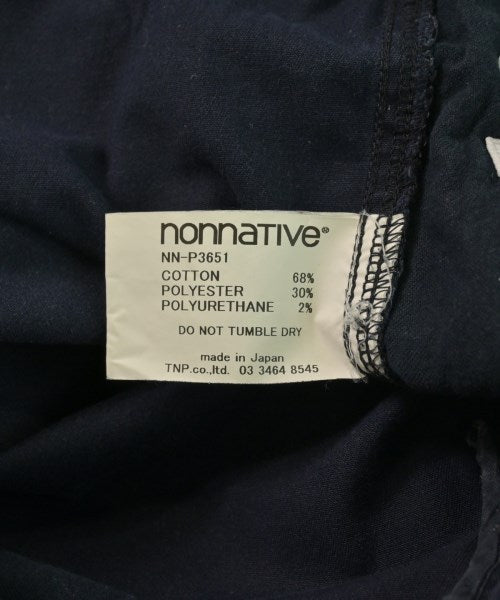 nonnative®
NN-P3651
COTTON 68%
POLYESTER 30%
POLYURETHANE 2%
DO NOT TUMBLE DRY
made in Japan
TNP.co.,ltd. 03 3464 8545